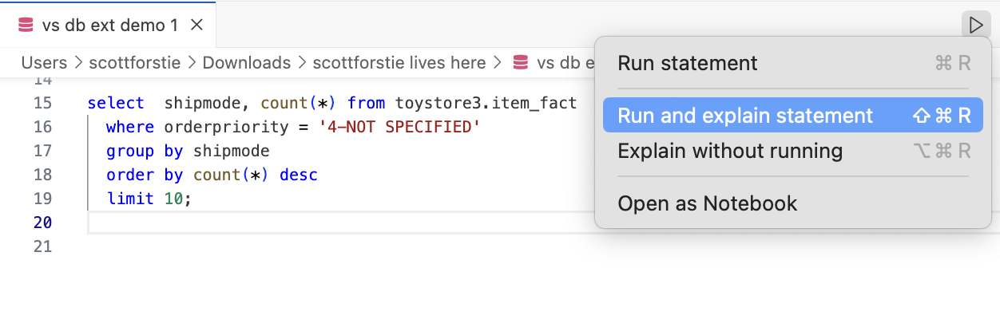 vs db ext demo 1
Users > scottforstie > Downloads > scottforstie lives here > vs db e
14
15 select  shipmode, count(*) from toystore3.item_fact
16 where orderpriority = '4-NOT SPECIFIED'
17 group by shipmode
18 order by count(*) desc
19 limit 10;
20
21
Run statement ⌘ R
Run and explain statement ⇧ ⌘ R
Explain without running ⌥ ⌘ R
Open as Notebook